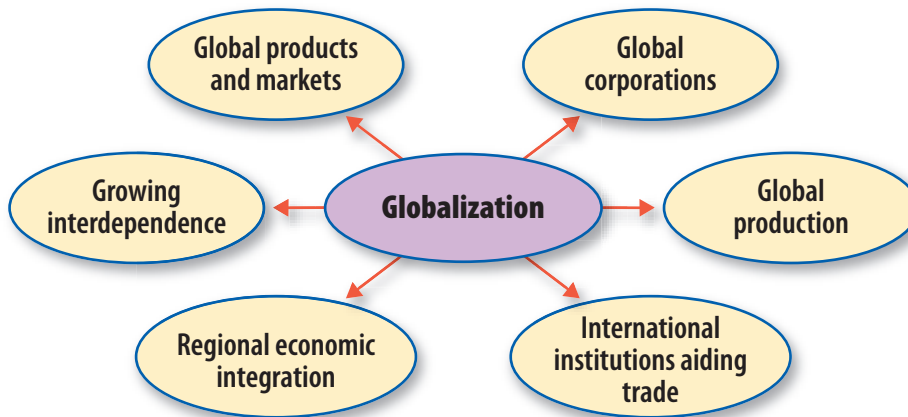 Global products
and markets
Global
corporations
Growing
interdependence
Globalization
Global
production
Regional economic
integration
International
institutions aiding
trade